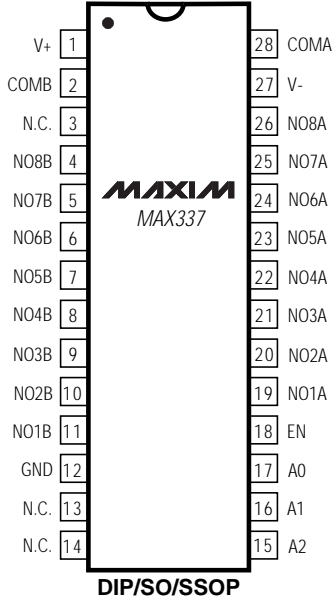 V+ 1 28 COMA
COMB 2 27 V-
N.C. 3 26 NO8A
NO8B 4 25 NO7A
NO7B 5 MAXIM 24 NO6A
NO6B 6 MAX337 23 NO5A
NO5B 7 22 NO4A
NO4B 8 21 NO3A
NO3B 9 20 NO2A
NO2B 10 19 NO1A
NO1B 11 18 EN
GND 12 17 A0
N.C. 13 16 A1
N.C. 14 15 A2
DIP/SO/SSOP